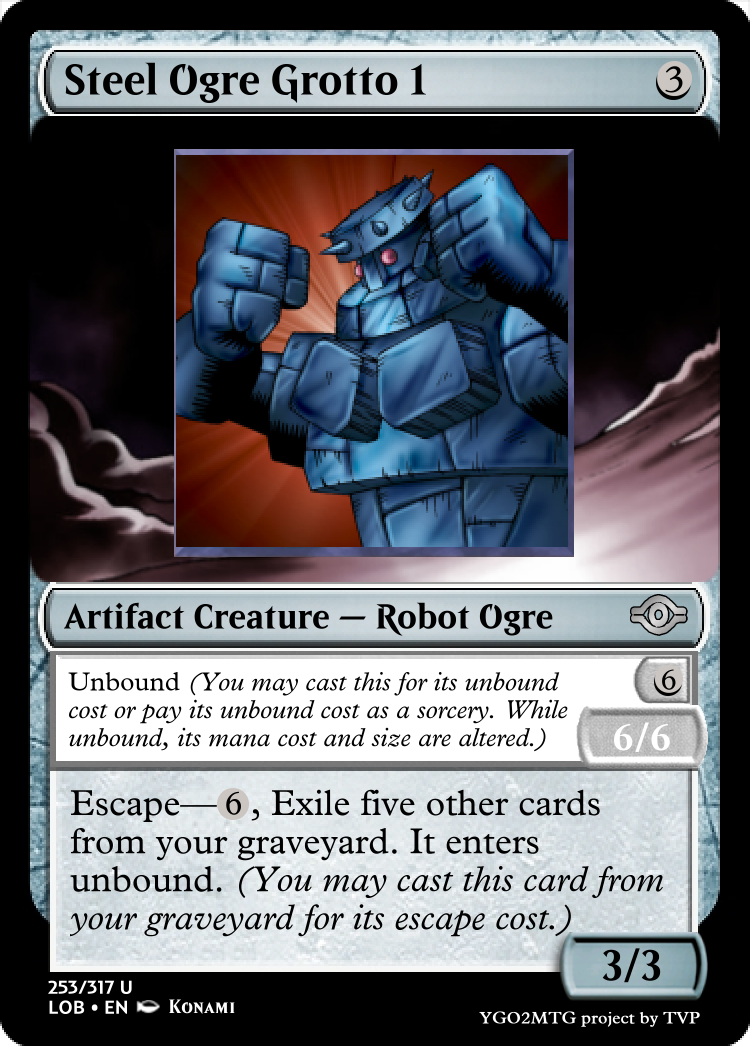 Steel Ogre Grotto 1 3
Artifact Creature — Robot Ogre
Unbound (You may cast this for its unbound
cost or pay its unbound cost as a sorcery. While
unbound, its mana cost and size are altered.)
6
6/6
Escape—6, Exile five other cards
from your graveyard. It enters
unbound. (You may cast this card from
your graveyard for its escape cost.)
3/3
253/317 U
LOB • EN Konami
YGO2MTG project by TVP